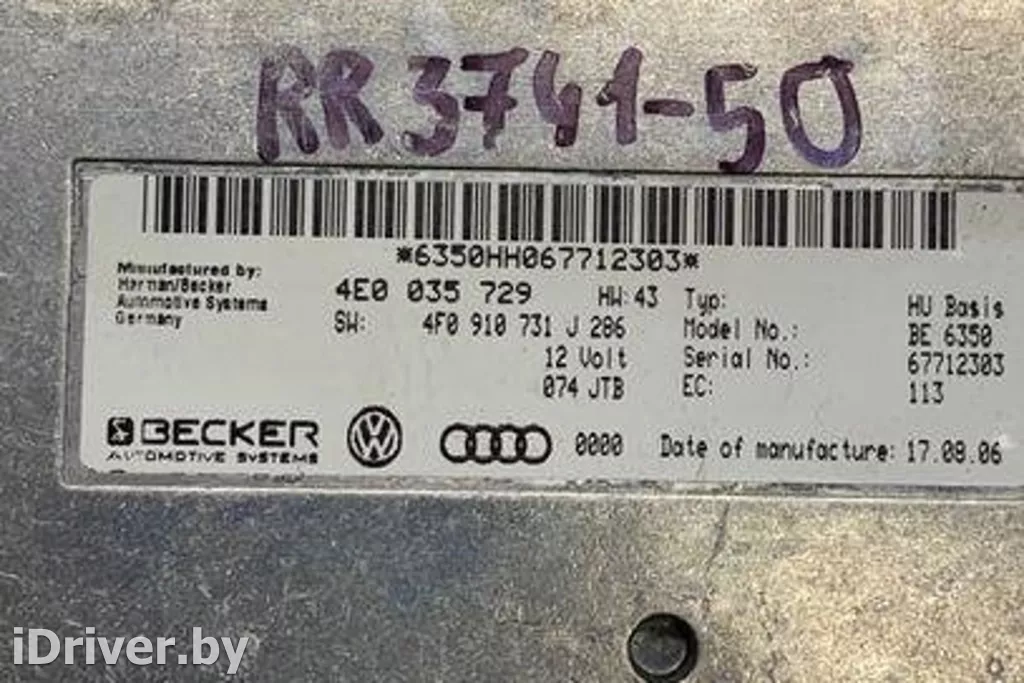 RR3741-50
*6350HH067712303*
Manufactured by:
Harman/Becker
Automotive Systems
Germany
4E0 035 729 HW:43
SW: 4F0 910 731 J 286
12 Volt
074 JTB
Typ: HU Basis
Model No.: BE 6350
Serial No.: 67712303
EC: 113
BECKER
AUTOMOTIVE SYSTEMS
0000 Date of manufacture: 17.08.06
iDriver.by